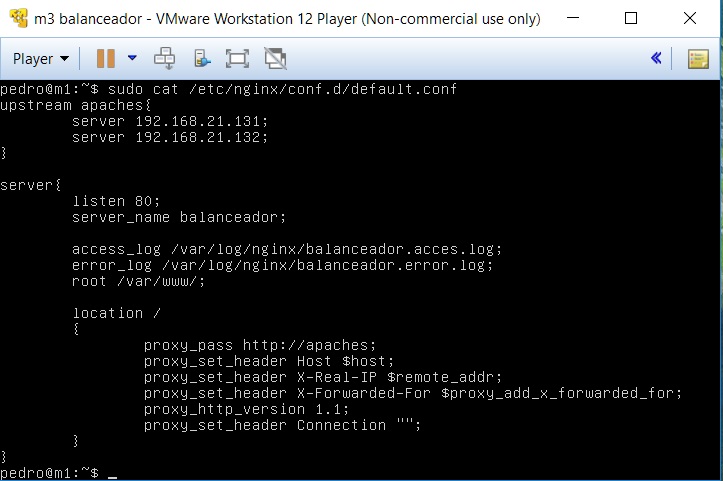 m3 balanceador - VMware Workstation 12 Player (Non-commercial use only)
Player
pedro@m1:~$ sudo cat /etc/nginx/conf.d/default.conf
upstream apaches{
        server 192.168.21.131;
        server 192.168.21.132;
}

server{
        listen 80;
        server_name balanceador;

        access_log /var/log/nginx/balanceador.acces.log;
        error_log /var/log/nginx/balanceador.error.log;
        root /var/www/;

        location /
        {
                proxy_pass http://apaches;
                proxy_set_header Host $host;
                proxy_set_header X-Real-IP $remote_addr;
                proxy_set_header X-Forwarded-For $proxy_add_x_forwarded_for;
                proxy_http_version 1.1;
                proxy_set_header Connection "";
        }
}
pedro@m1:~$ _